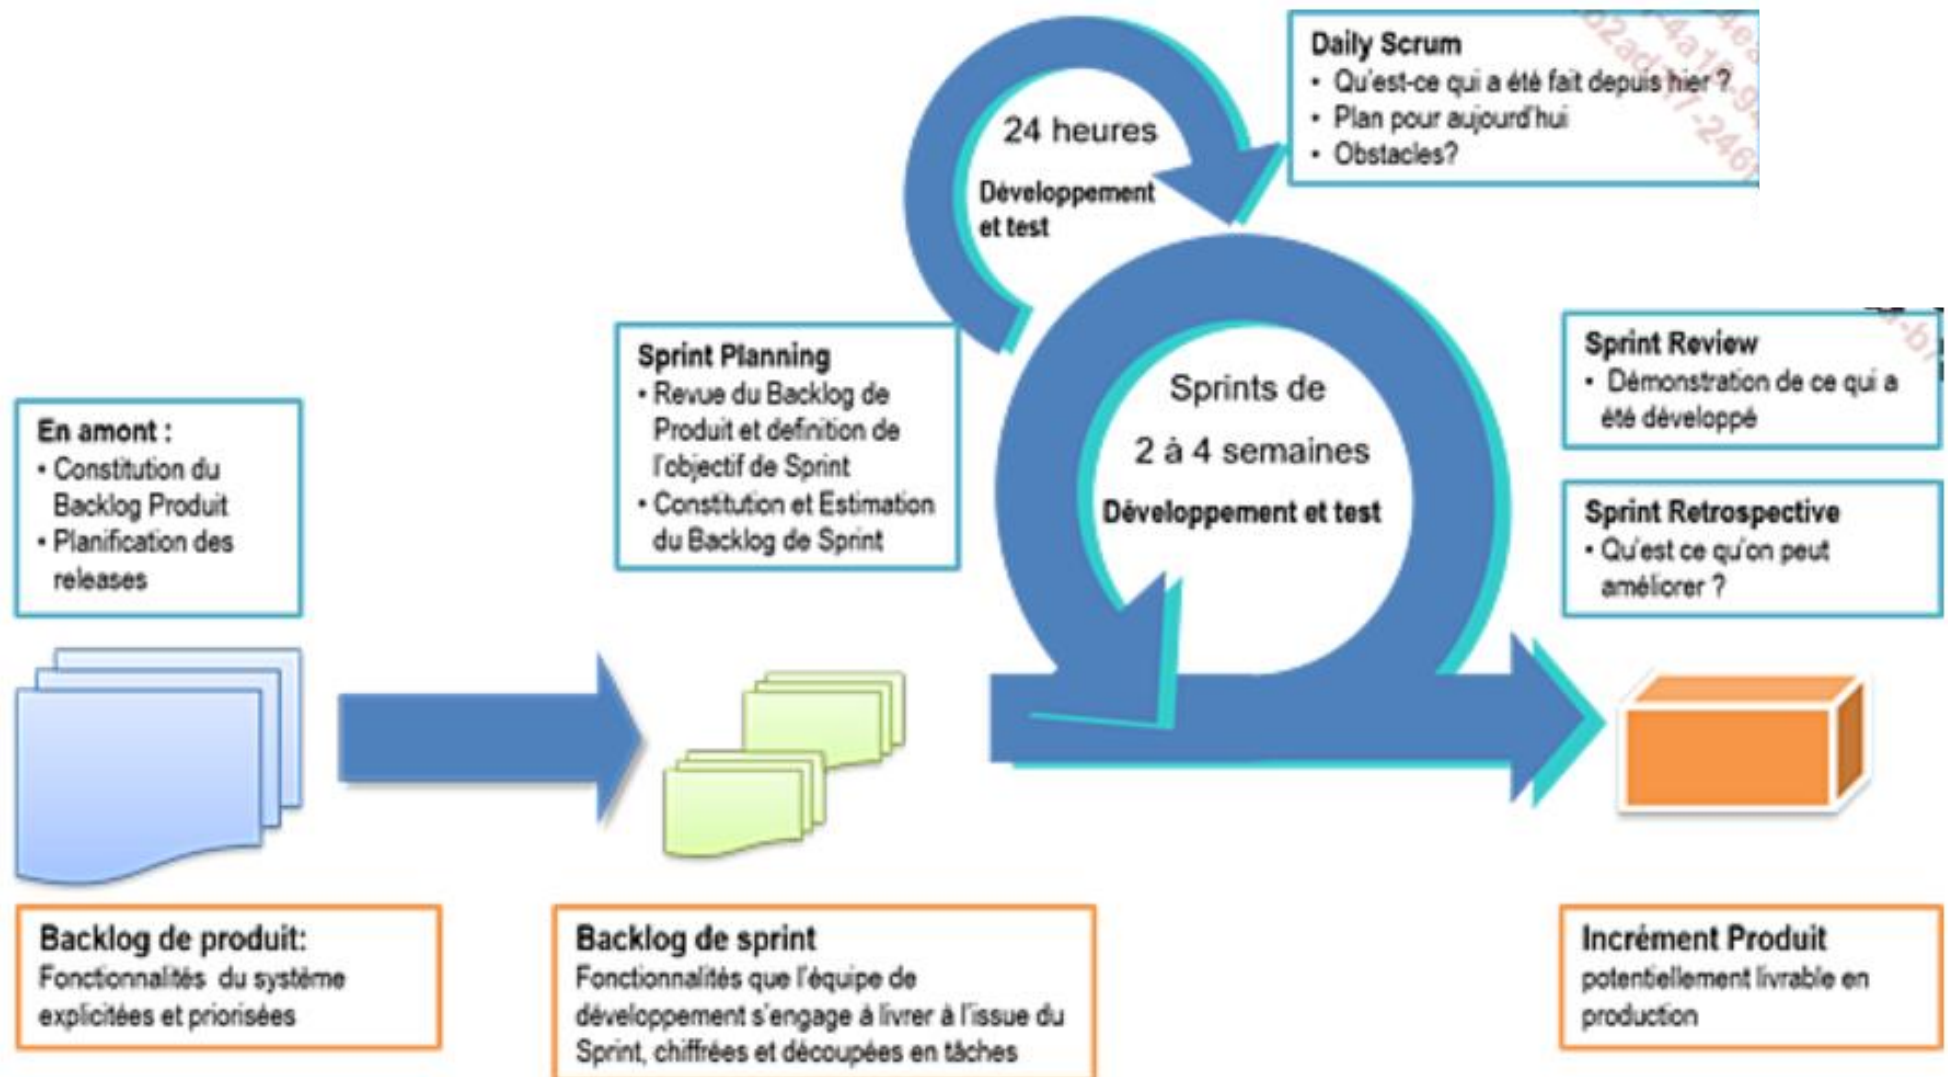 Daily Scrum
• Qu'est-ce qui a été fait depuis hier ?
• Plan pour aujourd'hui
• Obstacles?
24 heures
Développement
et test
Sprint Planning
• Revue du Backlog de
Produit et definition de
l'objectif de Sprint
• Constitution et Estimation
du Backlog de Sprint
Sprints de
2 à 4 semaines
Développement et test
Sprint Review
• Démonstration de ce qui a
été développé
Sprint Retrospective
• Qu'est ce qu'on peut
améliorer ?
En amont :
• Constitution du
Backlog Produit
• Planification des
releases
Backlog de produit:
Fonctionnalités du système
explicitées et priorisées
Backlog de sprint
Fonctionnalités que l'équipe de
développement s'engage à livrer à l'issue du
Sprint, chiffrées et découpées en tâches
Incrément Produit
potentiellement livrable en
production